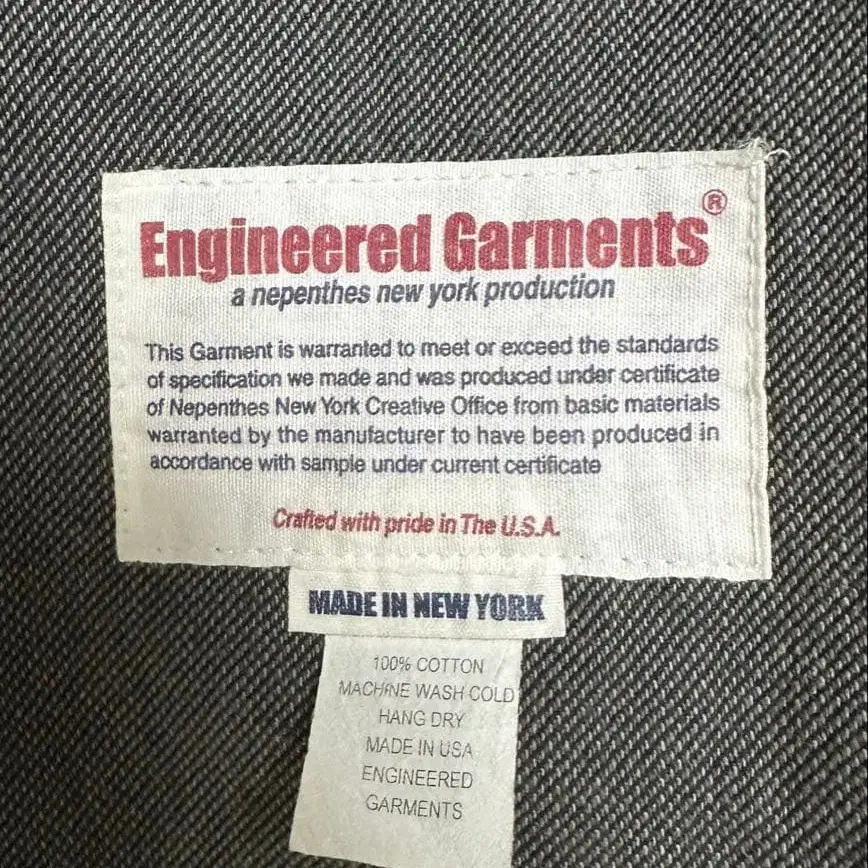 Engineered Garments®
a nepenthes new york production
This Garment is warranted to meet or exceed the standards
of specification we made and was produced under certificate
of Nepenthes New York Creative Office from basic materials
warranted by the manufacturer to have been produced in
accordance with sample under current certificate
Crafted with pride in The U.S.A.
MADE IN NEW YORK
100% COTTON
MACHINE WASH COLD
HANG DRY
MADE IN USA
ENGINEERED
GARMENTS